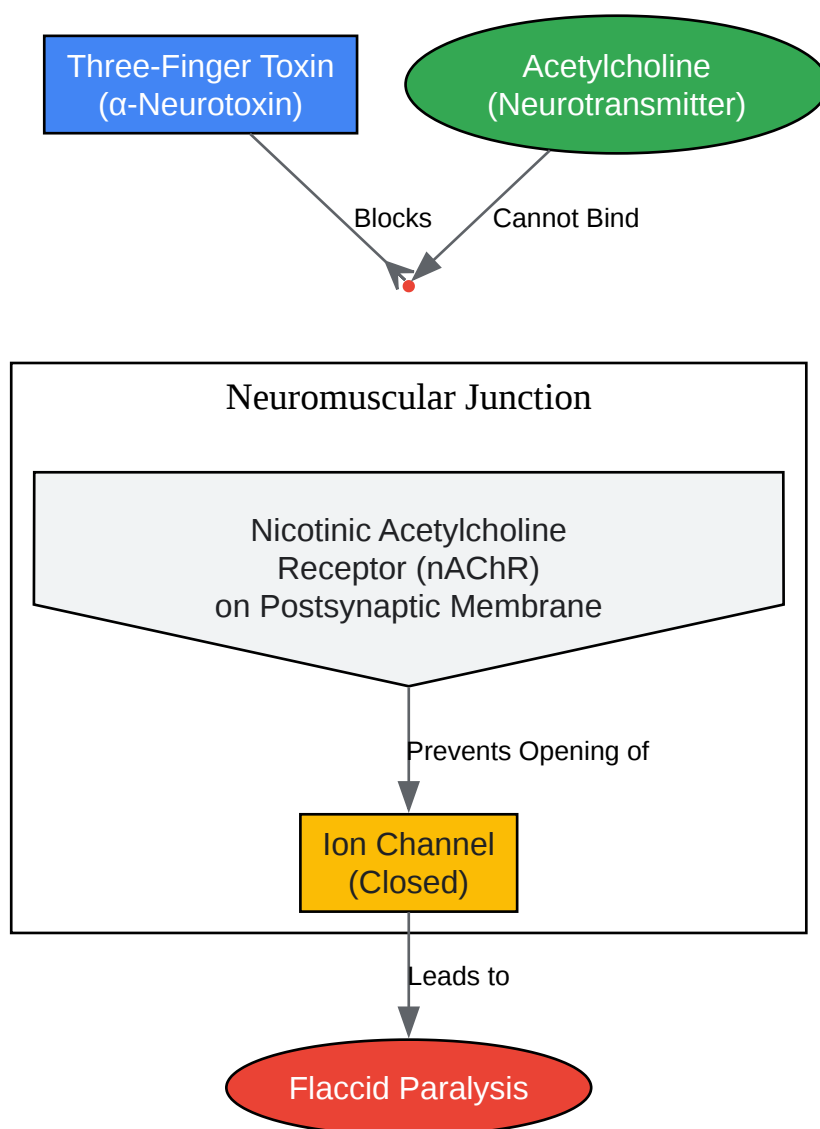 Three-Finger Toxin
(α-Neurotoxin)
Acetylcholine
(Neurotransmitter)
Blocks
Cannot Bind
Neuromuscular Junction
Nicotinic Acetylcholine
Receptor (nAChR)
on Postsynaptic Membrane
Prevents Opening of
Ion Channel
(Closed)
Leads to
Flaccid Paralysis